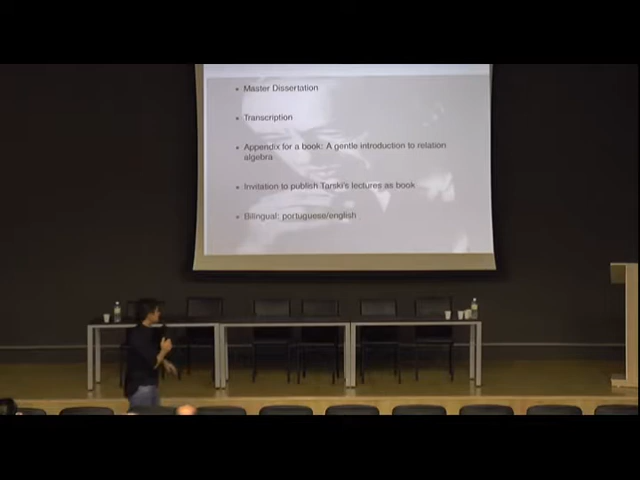 Master Dissertation
Transcription
Appendix for a book: A gentle introduction to relation
algebra
Invitation to publish Tarski's lectures as book
Bilingual: portuguese/english